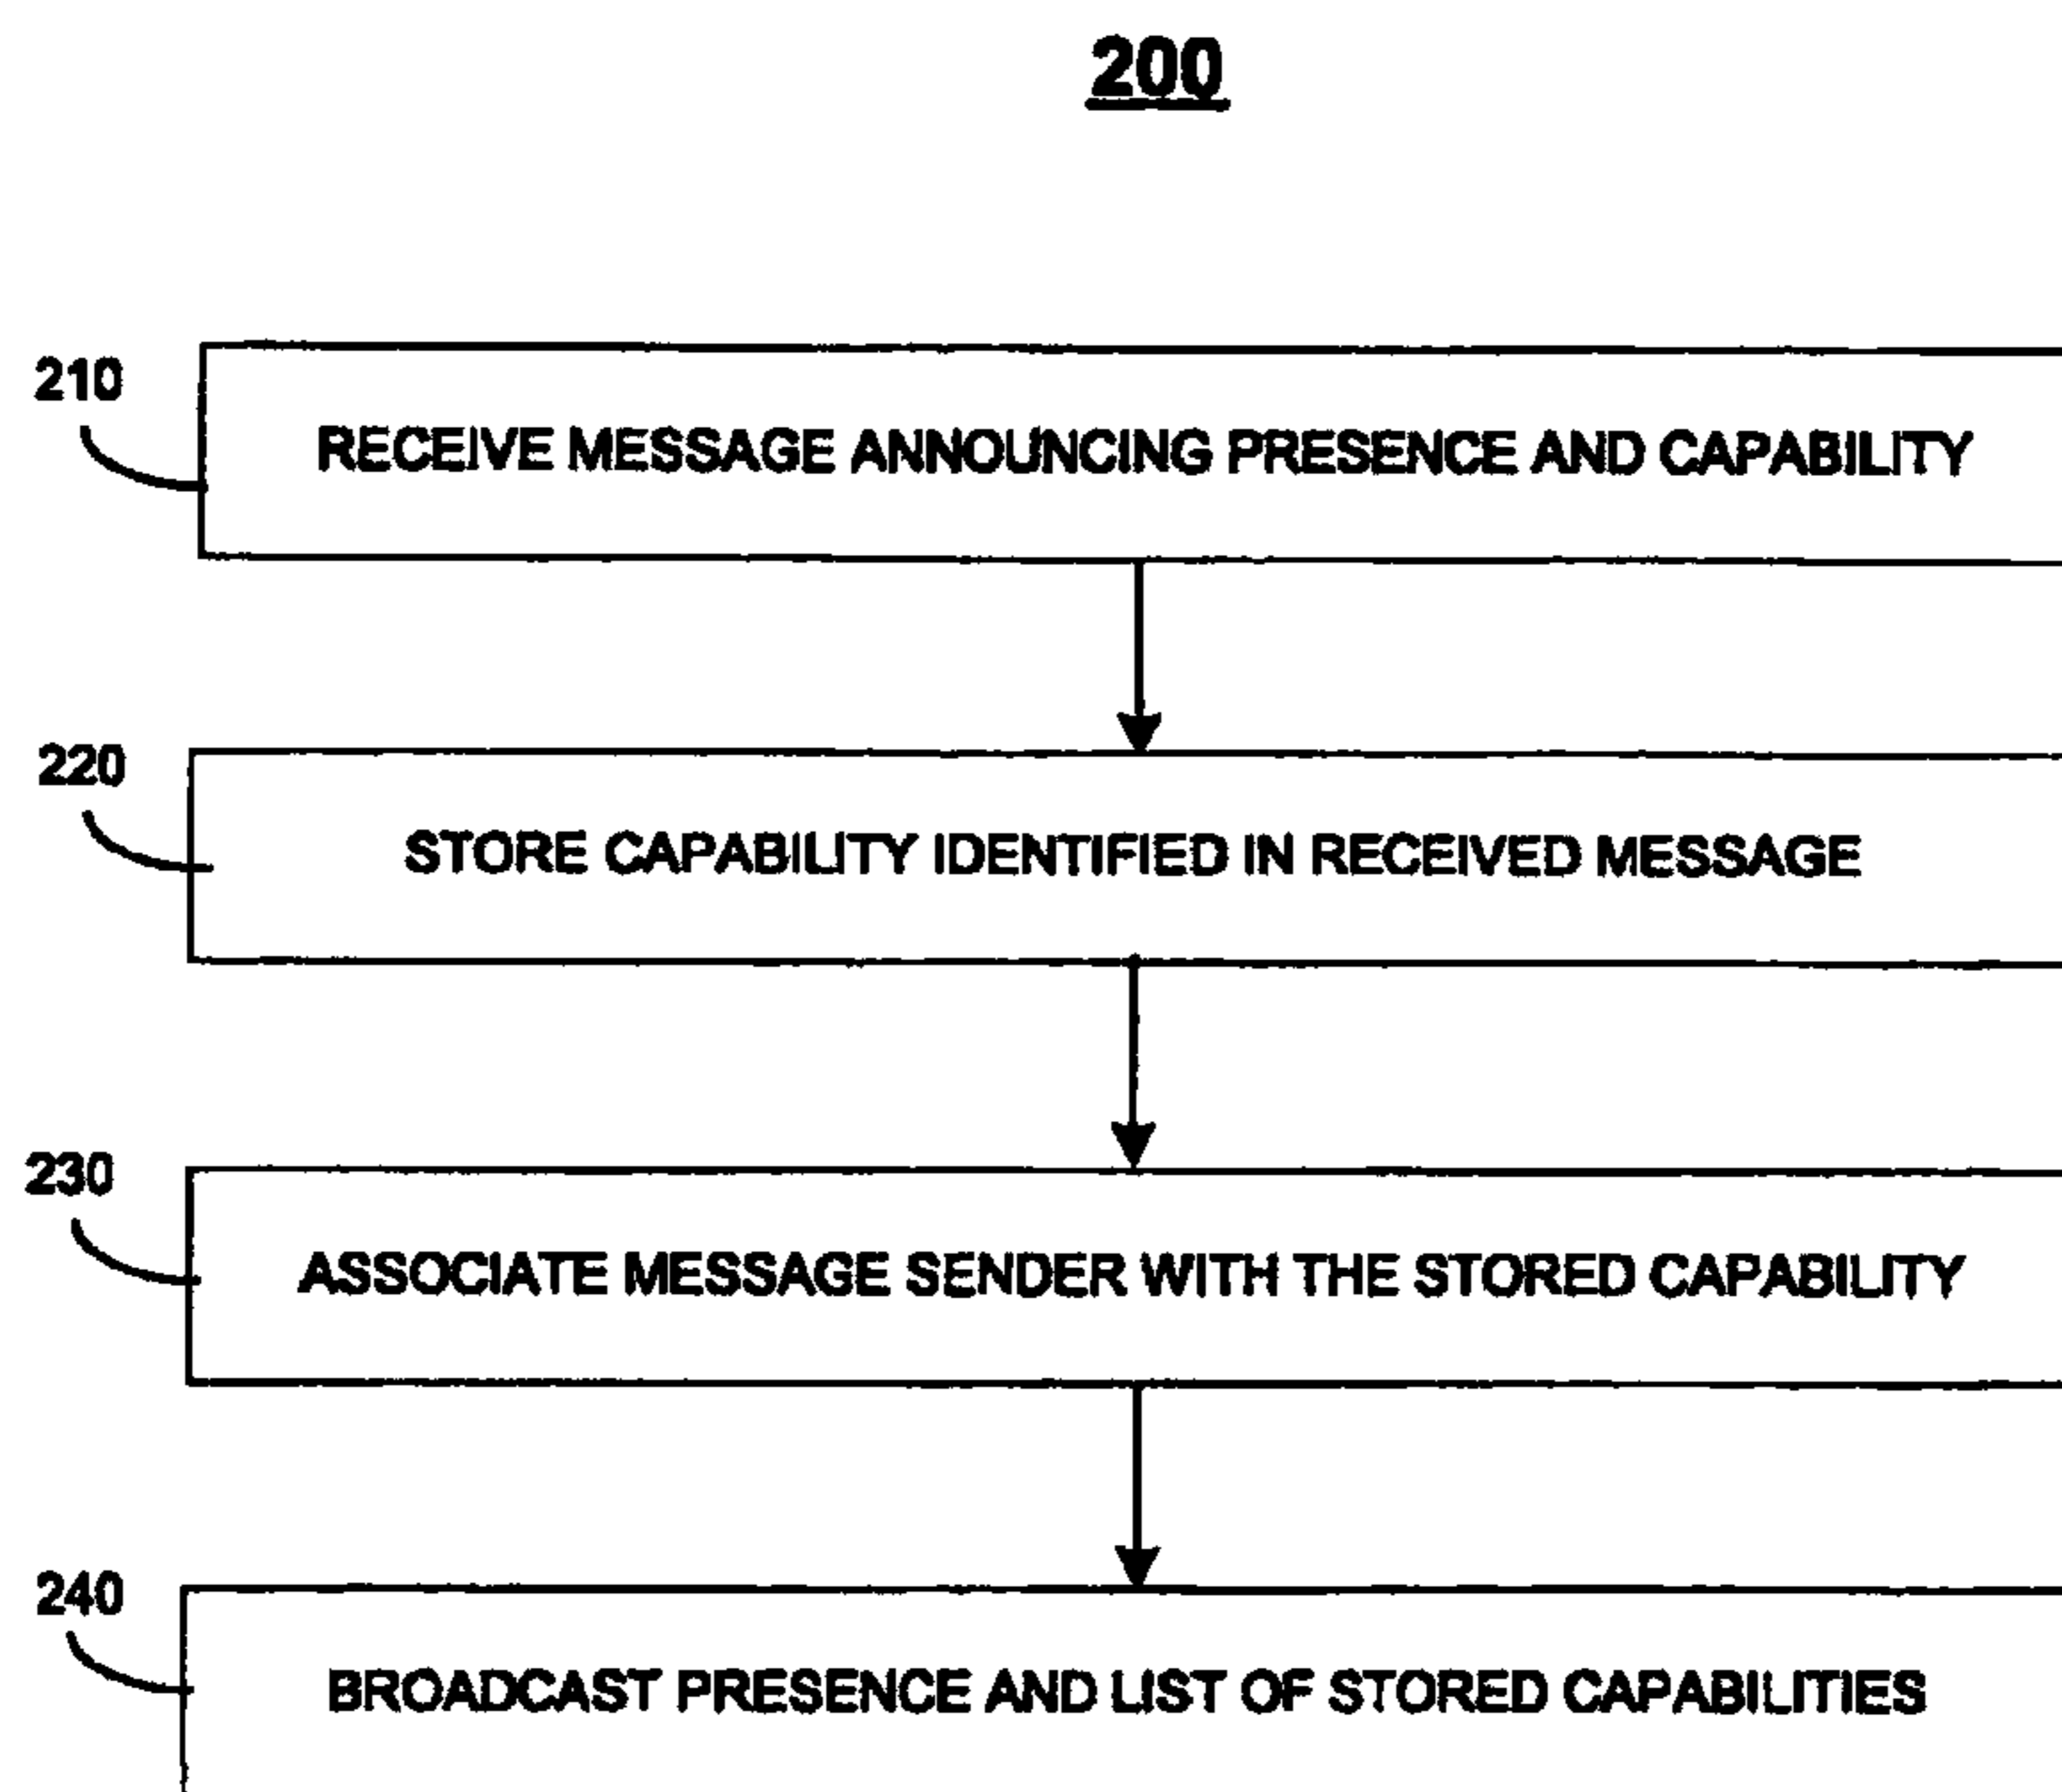 200
210
RECEIVE MESSAGE ANNOUNCING PRESENCE AND CAPABILITY
220
STORE CAPABILITY IDENTIFIED IN RECEIVED MESSAGE
230
ASSOCIATE MESSAGE SENDER WITH THE STORED CAPABILITY
240
BROADCAST PRESENCE AND LIST OF STORED CAPABILITIES